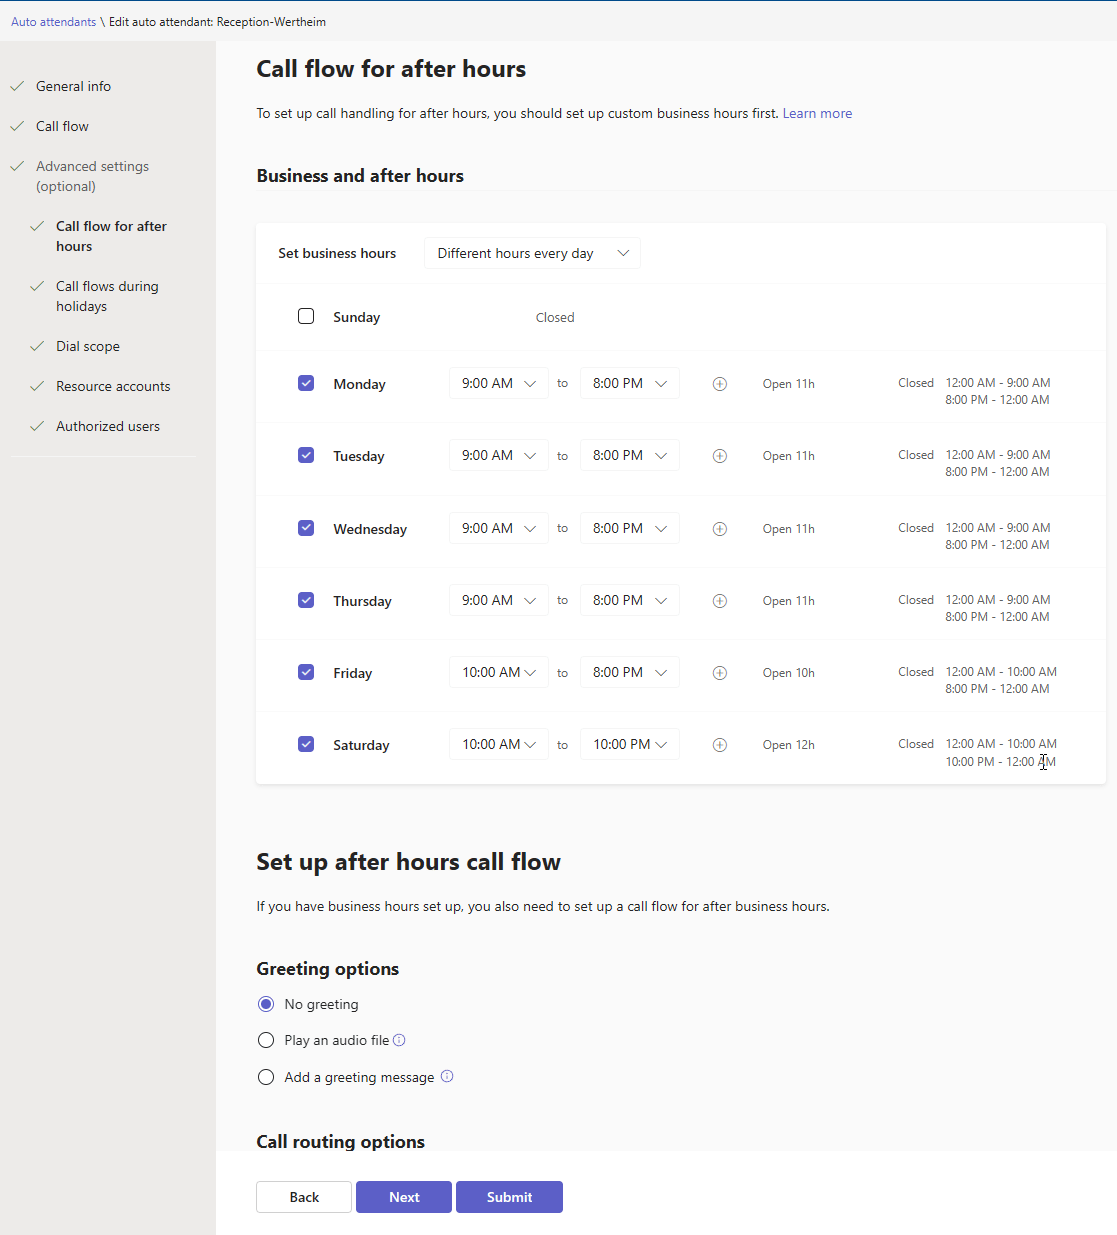 Auto attendants \ Edit auto attendant: Reception-Wertheim
General info
Call flow
Advanced settings
(optional)
Call flow for after
hours
Call flows during
holidays
Dial scope
Resource accounts
Authorized users
Call flow for after hours
To set up call handling for after hours, you should set up custom business hours first. Learn more
Business and after hours
Set business hours Different hours every day
Sunday Closed
Monday 9:00 AM to 8:00 PM Open 11h Closed 12:00 AM - 9:00 AM
8:00 PM - 12:00 AM
Tuesday 9:00 AM to 8:00 PM Open 11h Closed 12:00 AM - 9:00 AM
8:00 PM - 12:00 AM
Wednesday 9:00 AM to 8:00 PM Open 11h Closed 12:00 AM - 9:00 AM
8:00 PM - 12:00 AM
Thursday 9:00 AM to 8:00 PM Open 11h Closed 12:00 AM - 9:00 AM
8:00 PM - 12:00 AM
Friday 10:00 AM to 8:00 PM Open 10h Closed 12:00 AM - 10:00 AM
8:00 PM - 12:00 AM
Saturday 10:00 AM to 10:00 PM Open 12h Closed 12:00 AM - 10:00 AM
10:00 PM - 12:00 AM
Set up after hours call flow
If you have business hours set up, you also need to set up a call flow for after business hours.
Greeting options
No greeting
Play an audio file
Add a greeting message
Call routing options
Back Next Submit